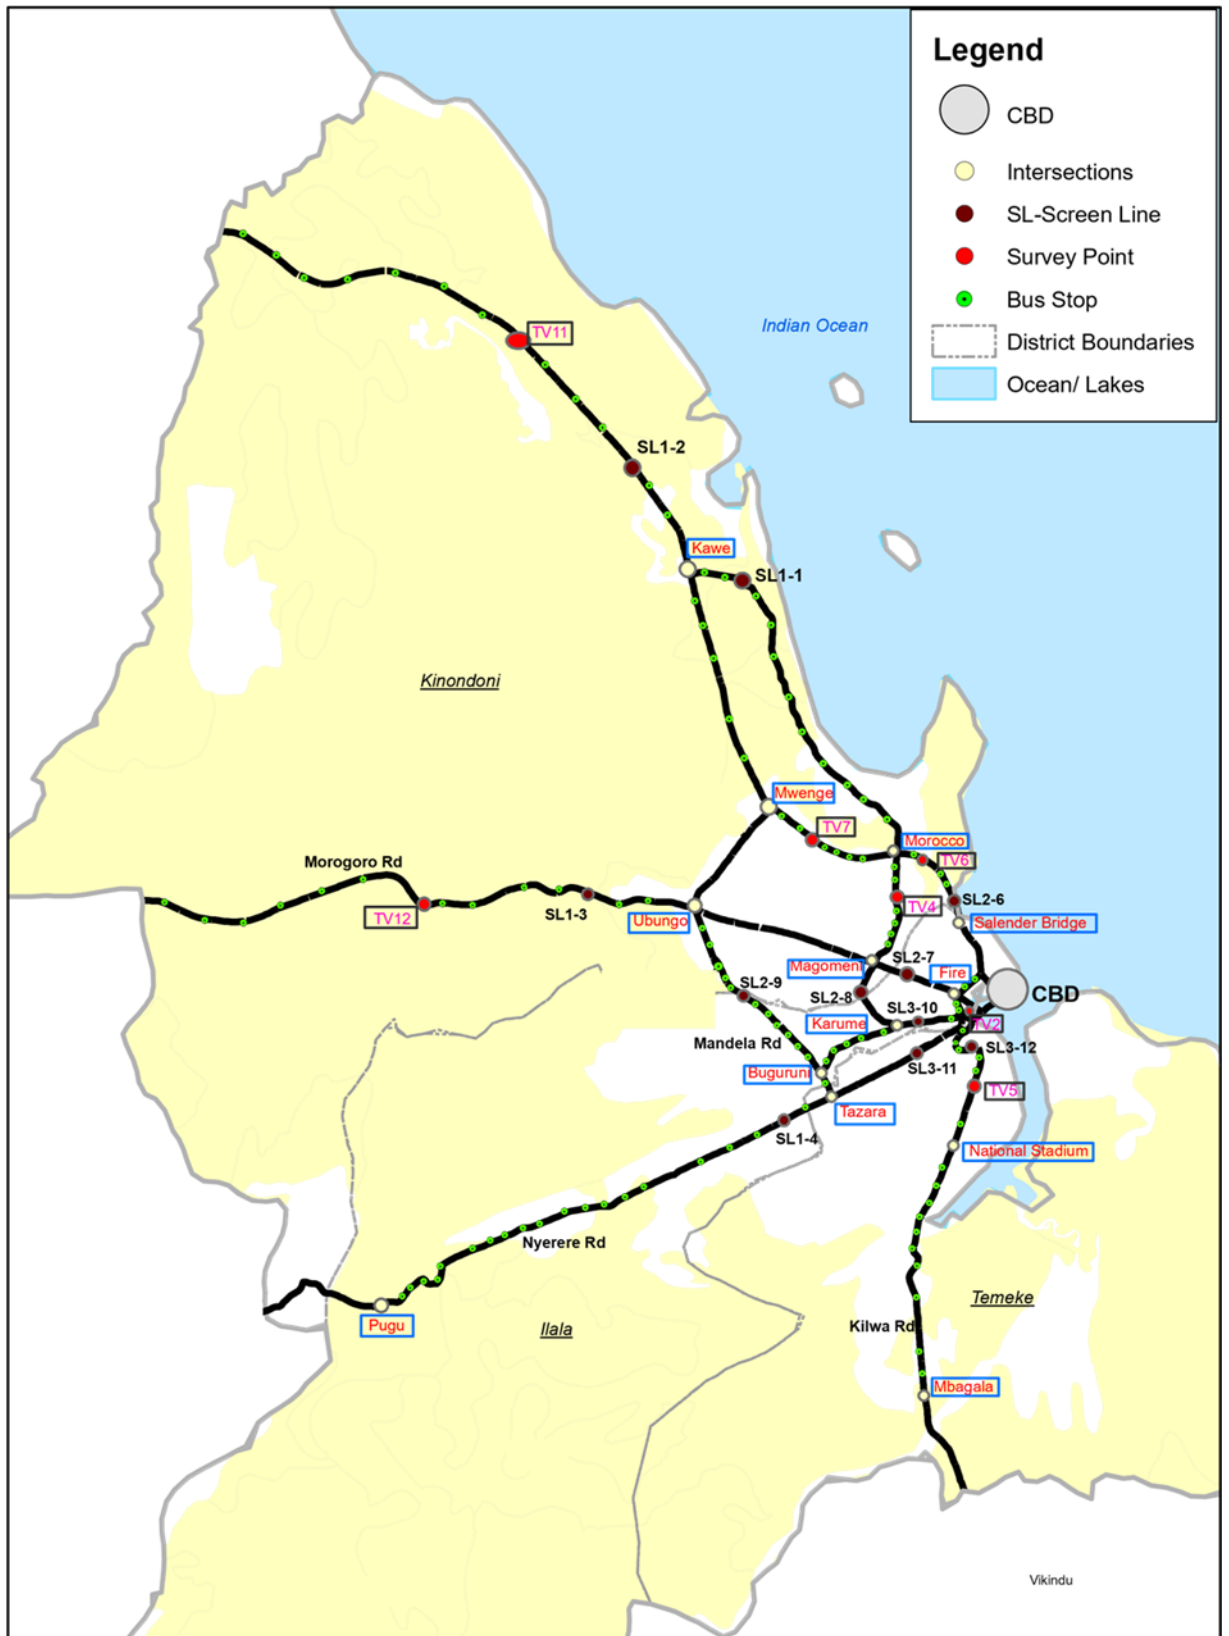 Legend
CBD
Intersections
SL-Screen Line
Survey Point
Bus Stop
District Boundaries
Ocean/ Lakes
Indian Ocean
TV11
SL1-2
Kawe
SL1-1
Kinondoni
Mwenge
TV7
Morocco
TV6
Morogoro Rd
SL1-3
TV12
Ubungo
TV4
SL2-6
Salender Bridge
SL2-7
Magomeni
Fire
SL2-9
SL2-8
CBD
SL3-10
Karume
TV2
Mandela Rd
SL3-12
SL3-11
Buguruni
TV5
Tazara
SL1-4
National Stadium
Nyerere Rd
Temeke
Pugu
Ilala
Kilwa Rd
Mbagala
Vikindu